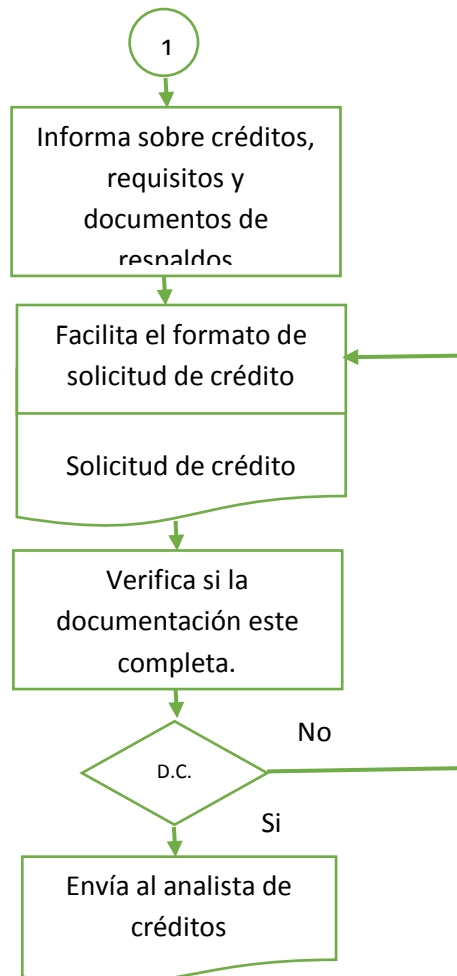 1
Informa sobre créditos,
requisitos y
documentos de
respaldos
Facilita el formato de
solicitud de crédito
Solicitud de crédito
Verifica si la
documentación este
completa.
No
D.C.
Si
Envía al analista de
créditos